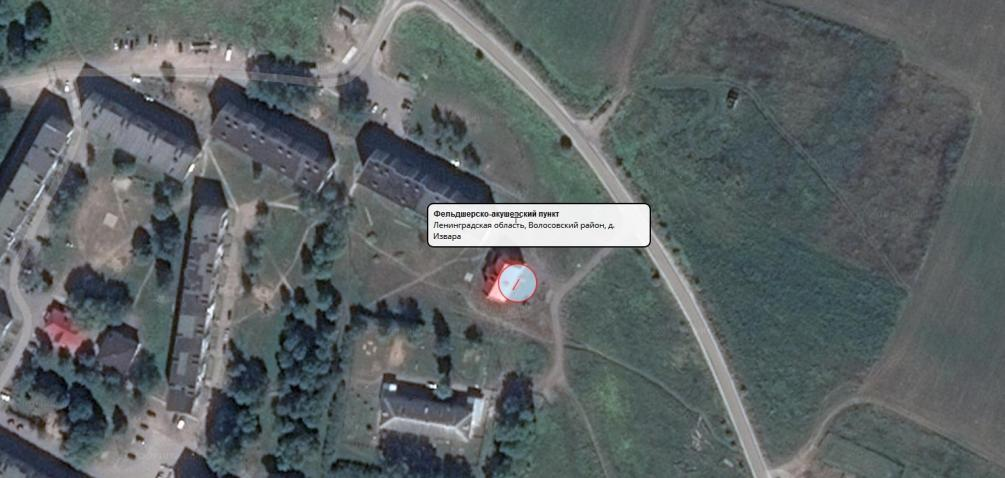 Фельдшерско-акушерский пункт
Ленинградская область, Волосовский район, д.
Извара